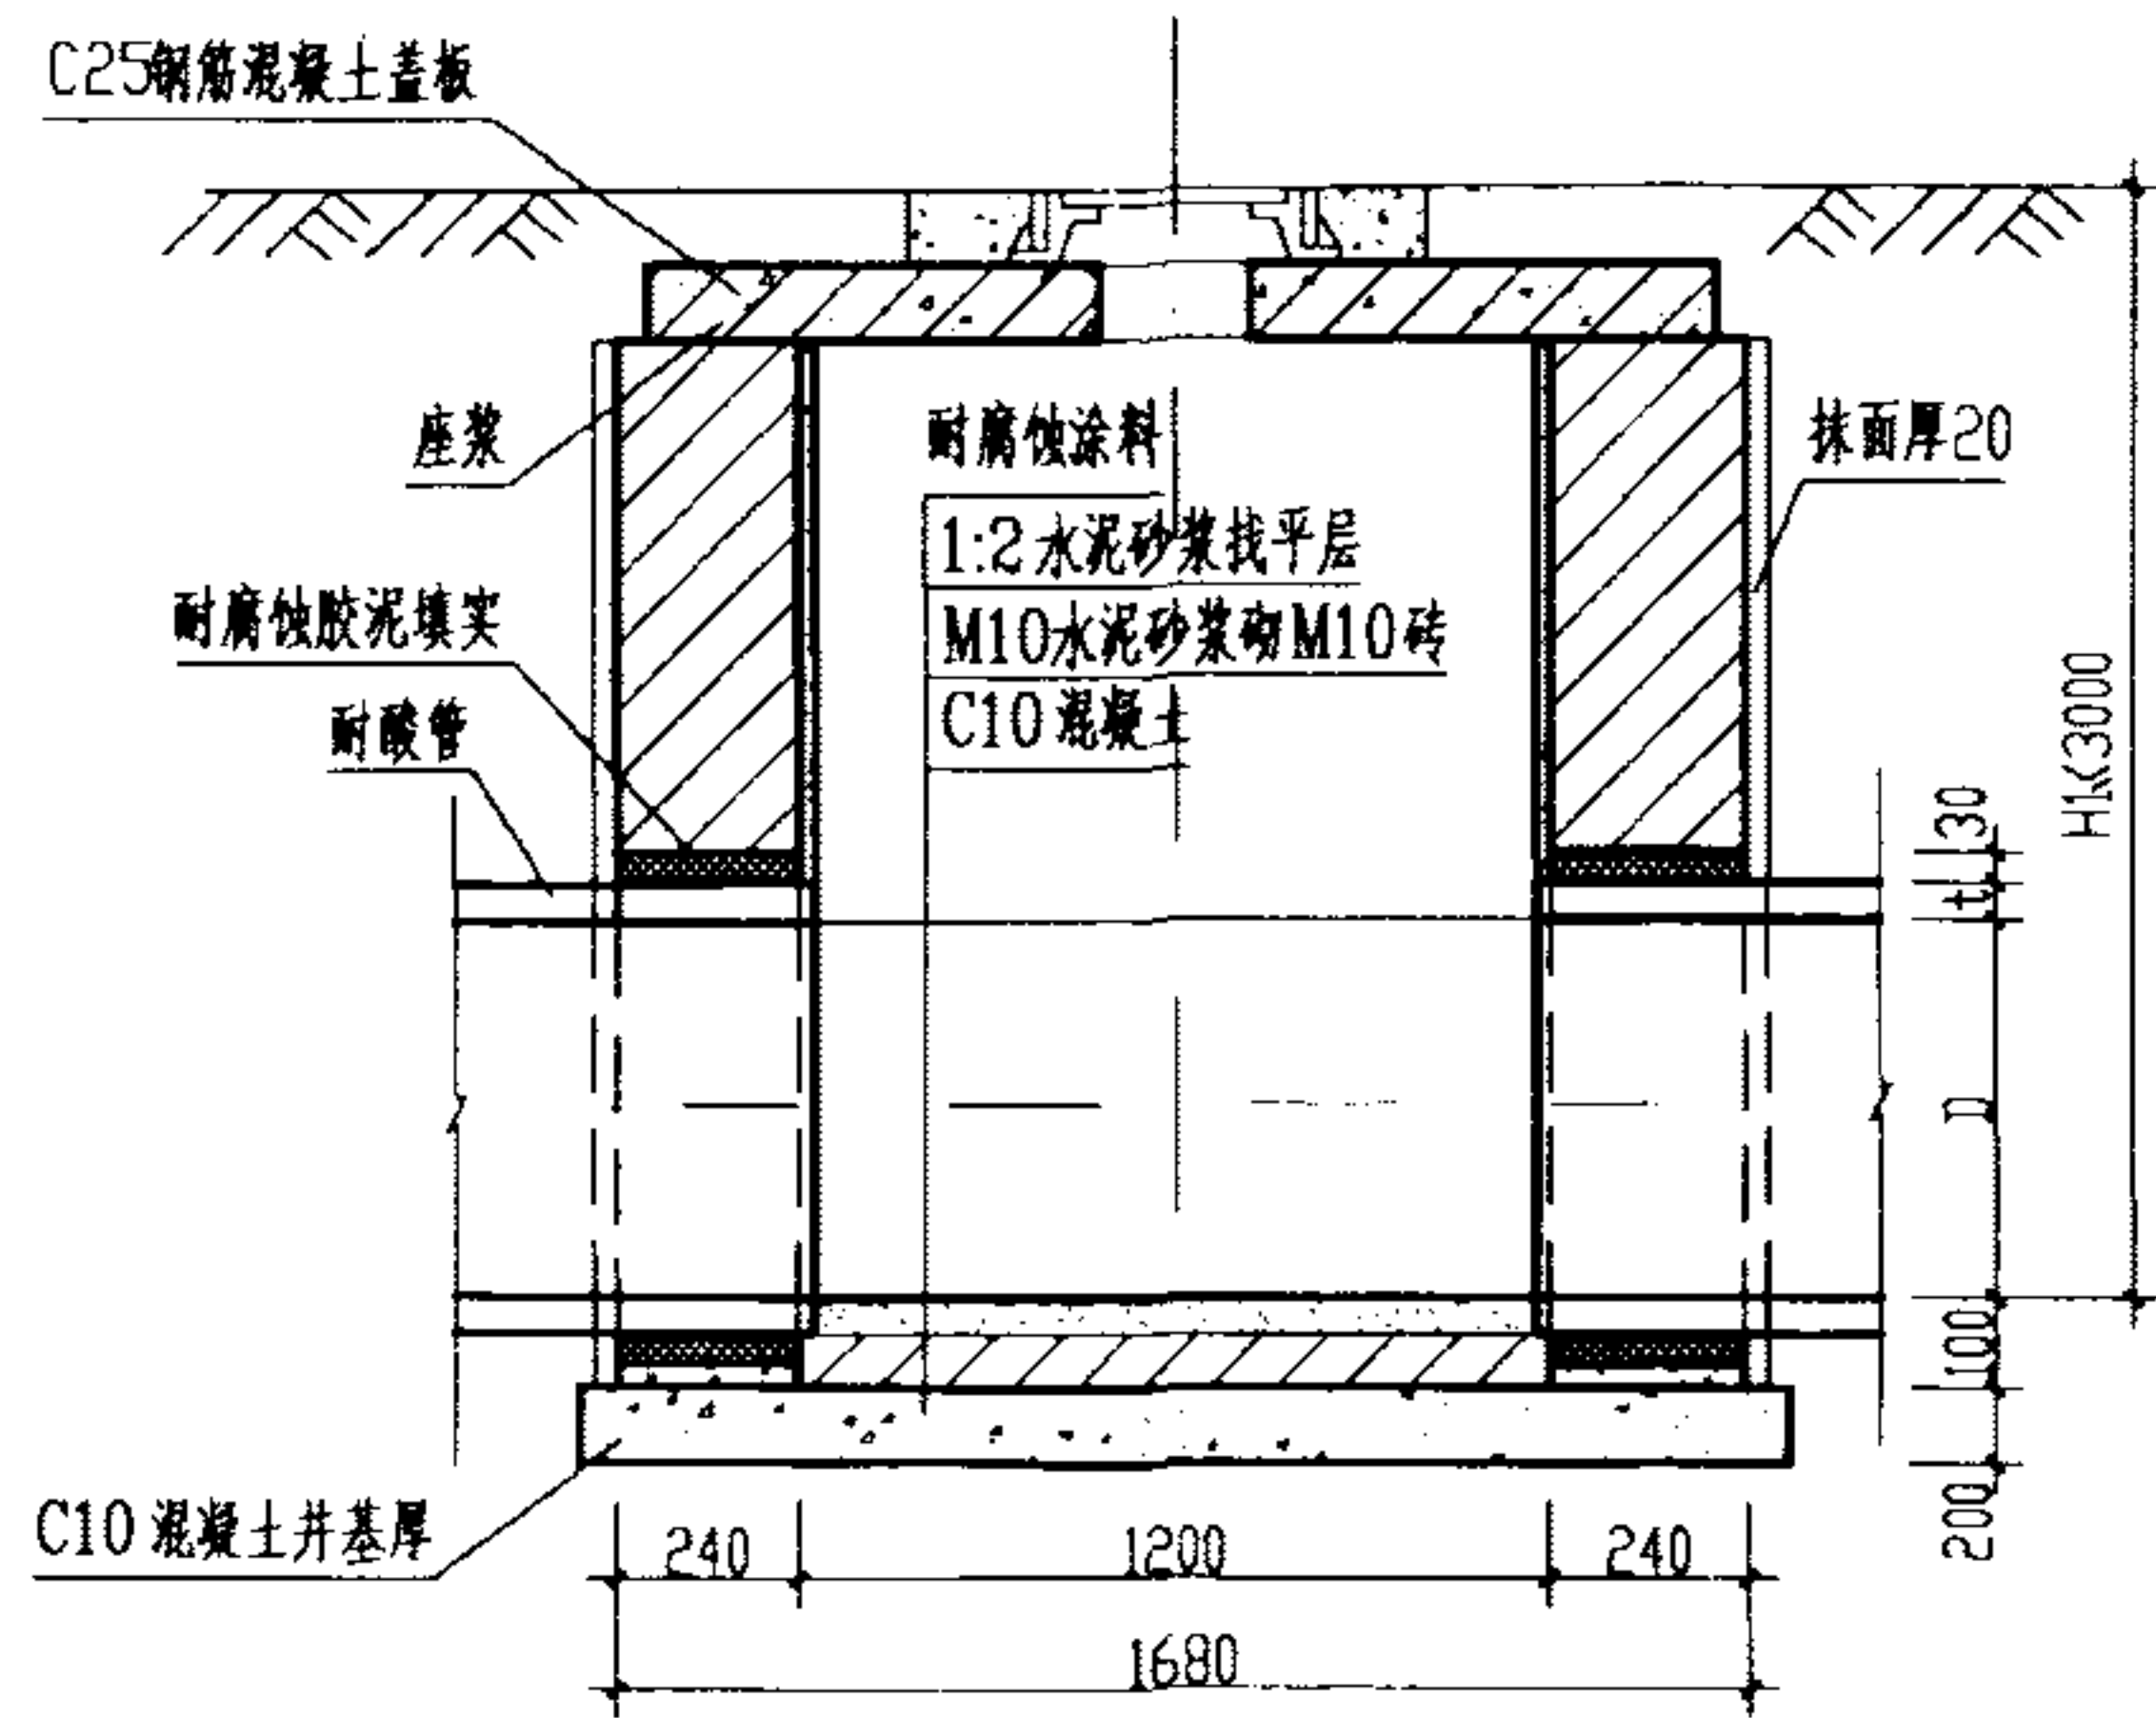 C25钢筋混凝土盖板
座浆
耐腐蚀涂料
抹面厚20
1:2水泥砂浆找平层
耐腐蚀胶泥填实
M10水泥砂浆砌M10砖
耐酸管
C10混凝土
H1≤3000
30
t
D
100
200
C10混凝土井基厚
240
1200
240
1680